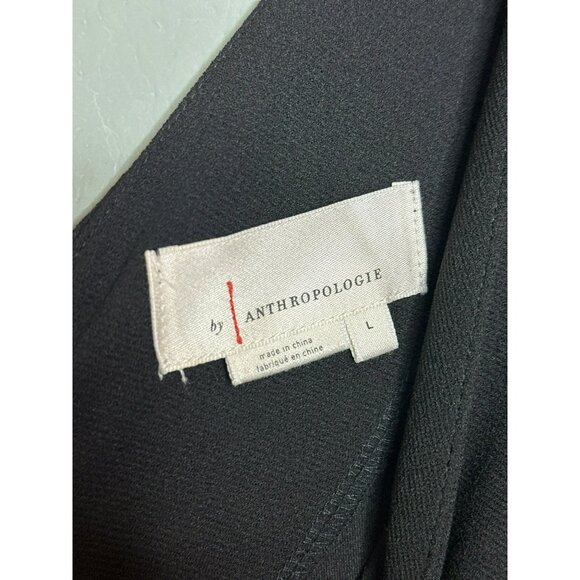 by ANTHROPOLOGIE
L
made in china
fabriqué en chine